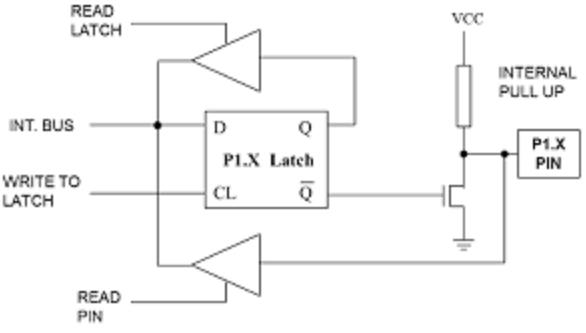 READ
LATCH
VCC
INTERNAL
PULL UP
INT. BUS
D
Q
P1.X
PIN
P1.X Latch
WRITE TO
LATCH
CL
Q̅
READ
PIN